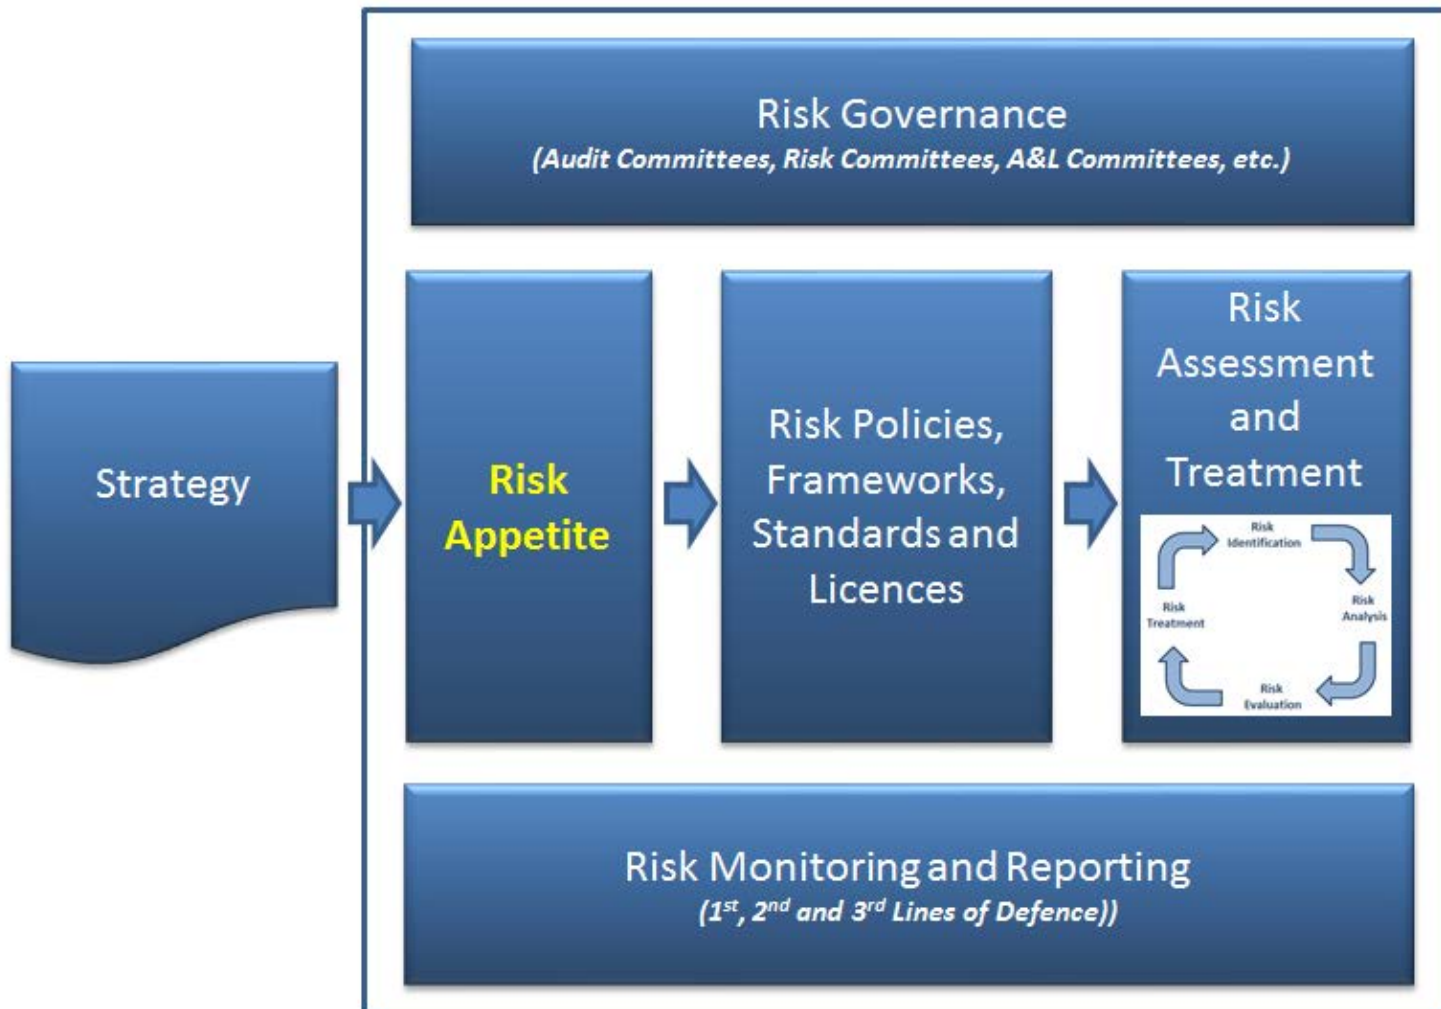 Risk Governance
(Audit Committees, Risk Committees, A&L Committees, etc.)
Strategy
Risk
Appetite
Risk Policies,
Frameworks,
Standards and
Licences
Risk
Assessment
and
Treatment
Risk
Identification
Risk
Analysis
Risk
Evaluation
Risk
Treatment
Risk Monitoring and Reporting
(1st, 2nd and 3rd Lines of Defence))